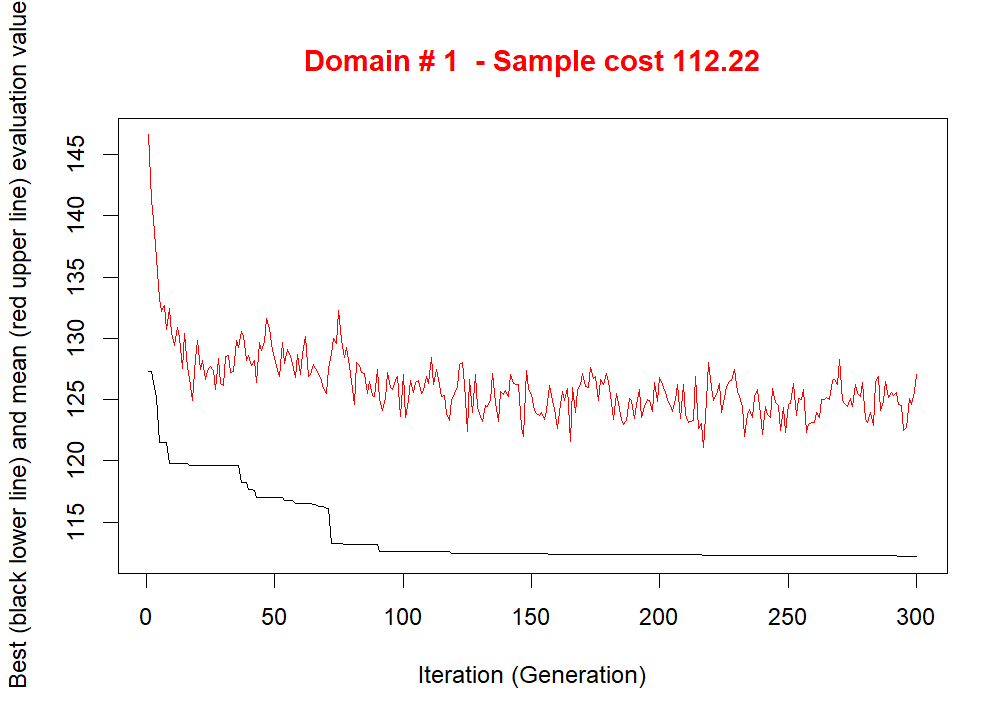 Domain # 1  - Sample cost 112.22
Best (black lower line) and mean (red upper line) evaluation value
145
140
135
130
125
120
115
0 50 100 150 200 250 300
Iteration (Generation)